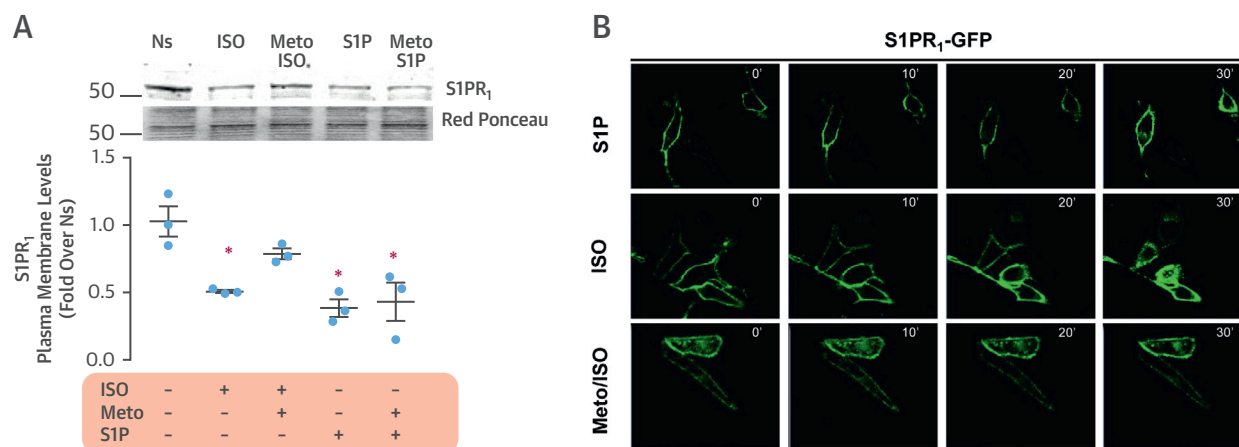 A
Ns ISO Meto ISO S1P Meto S1P
50
S1PR1
50
Red Ponceau
S1PR1
Plasma Membrane Levels
(Fold Over Ns)
1.5
1.0
0.5
0.0
*
*
*
ISO – + + – –
Meto – – + – +
S1P – – – + +
B
S1PR1-GFP
S1P
0' 10' 20' 30'
ISO
0' 10' 20' 30'
Meto/ISO
0' 10' 20' 30'